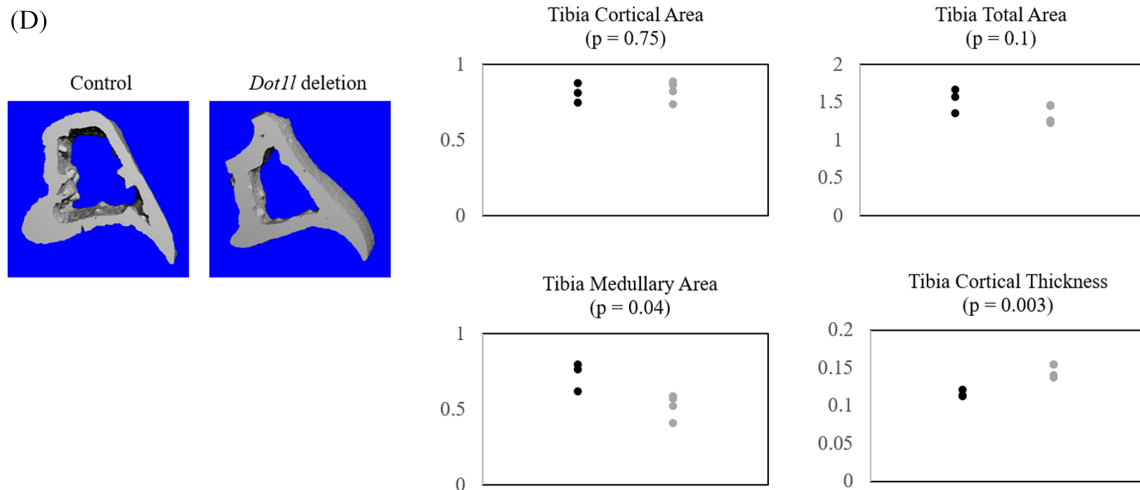 (D)
Control
Dot1l deletion
Tibia Cortical Area
(p = 0.75)
1
0.5
0
Tibia Total Area
(p = 0.1)
2
1.5
1
0.5
0
Tibia Medullary Area
(p = 0.04)
1
0.5
0
Tibia Cortical Thickness
(p = 0.003)
0.2
0.15
0.1
0.05
0